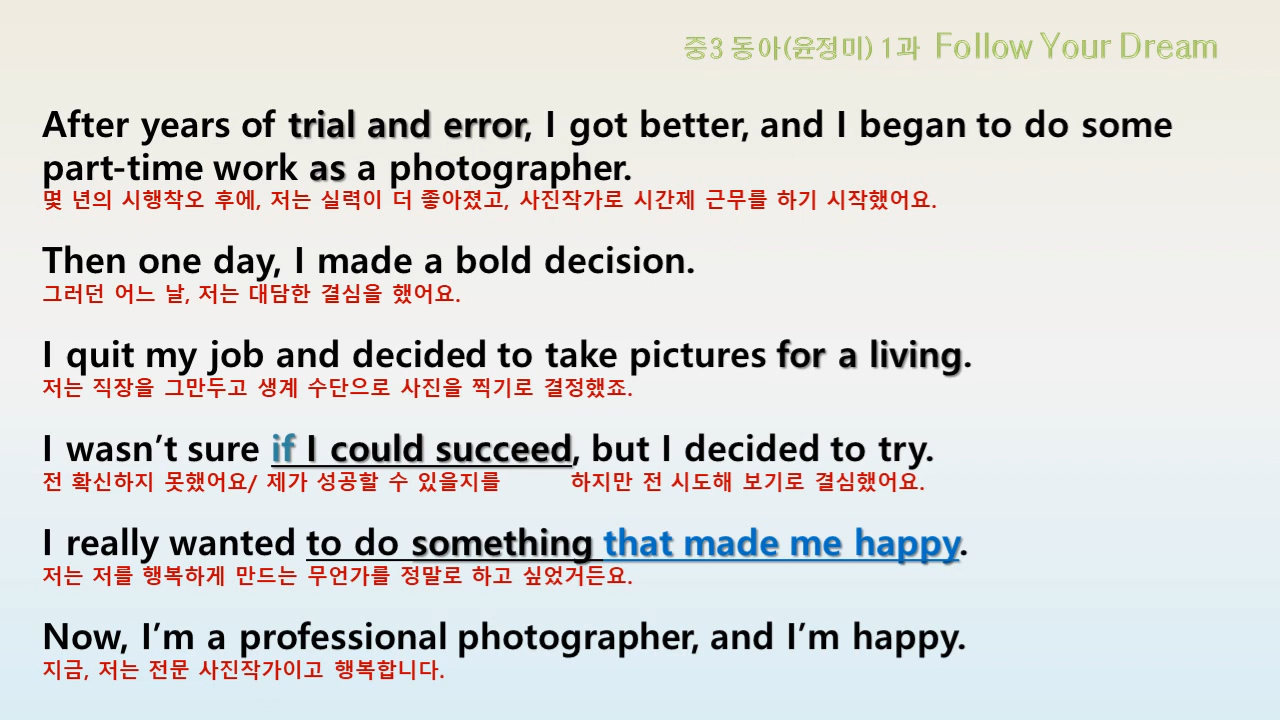 중3 동아(윤정미) 1과 Follow Your Dream
After years of trial and error, I got better, and I began to do some
part-time work as a photographer.
몇 년의 시행착오 후에, 저는 실력이 더 좋아졌고, 사진작가로 시간제 근무를 하기 시작했어요.
Then one day, I made a bold decision.
그러던 어느 날, 저는 대담한 결심을 했어요.
I quit my job and decided to take pictures for a living.
저는 직장을 그만두고 생계 수단으로 사진을 찍기로 결정했죠.
I wasn’t sure if I could succeed, but I decided to try.
전 확신하지 못했어요/ 제가 성공할 수 있을지를 하지만 전 시도해 보기로 결심했어요.
I really wanted to do something that made me happy.
저는 저를 행복하게 만드는 무언가를 정말로 하고 싶었거든요.
Now, I’m a professional photographer, and I’m happy.
지금, 저는 전문 사진작가이고 행복합니다.